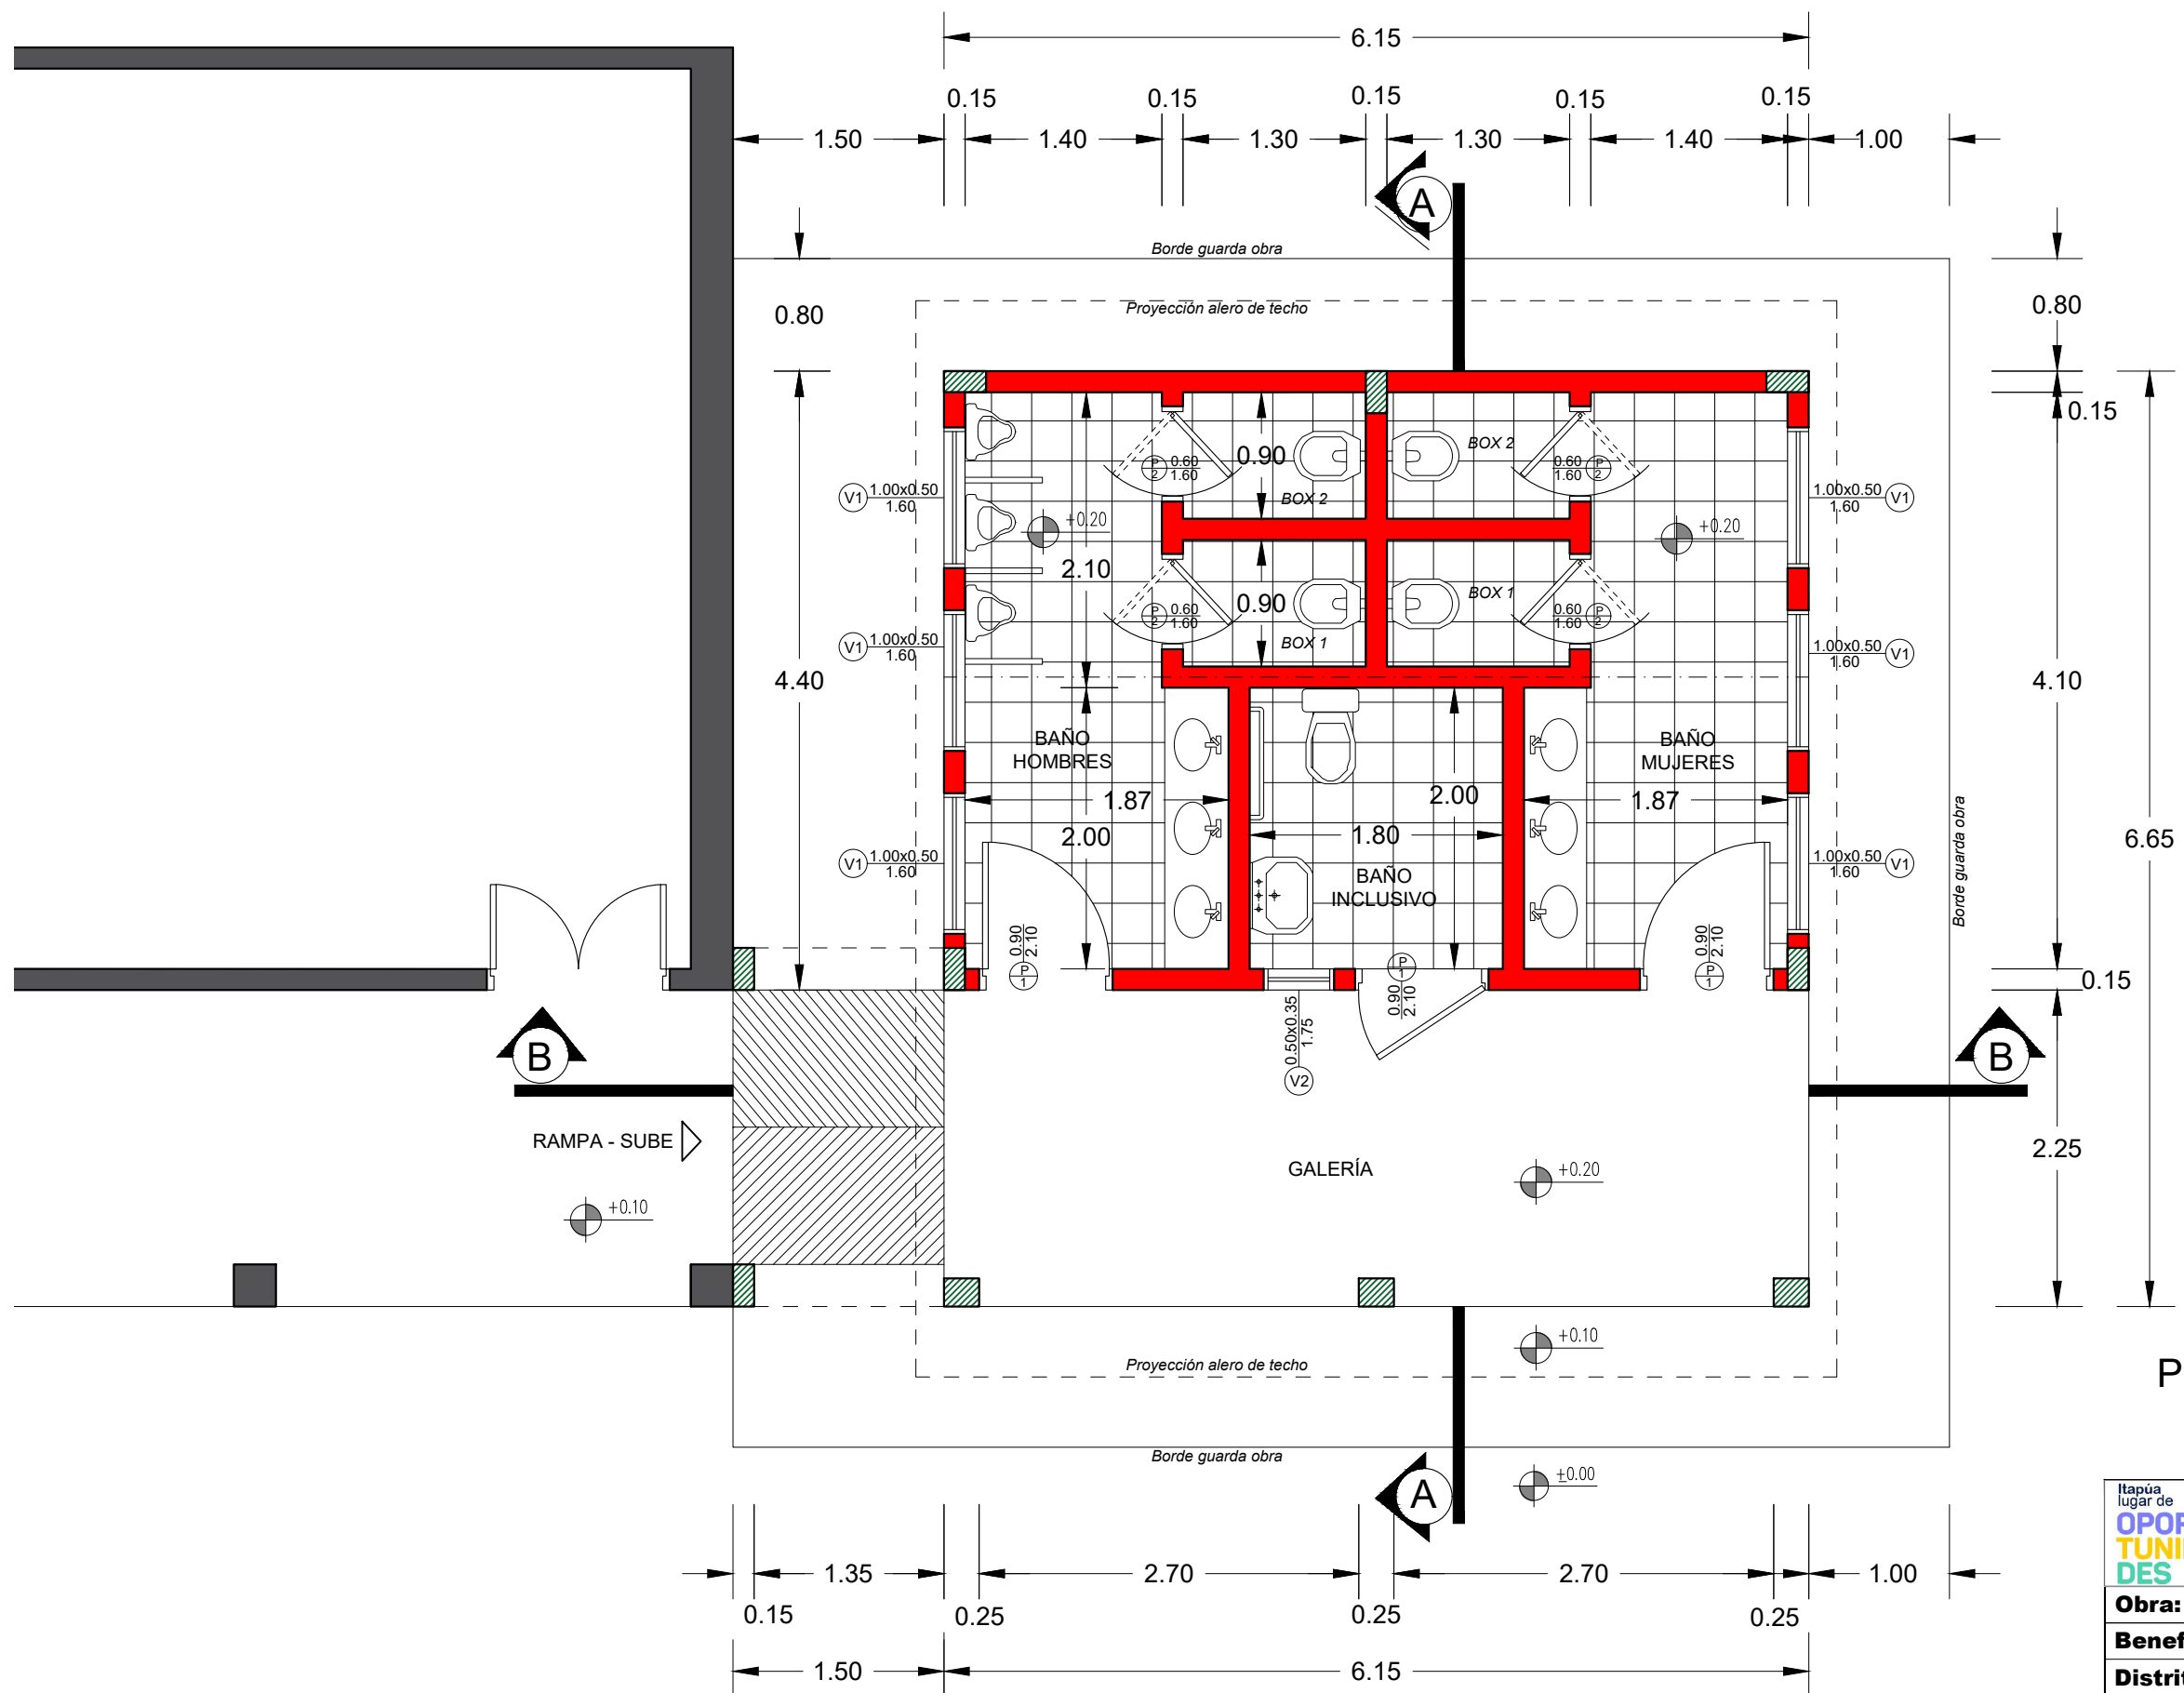 6.15
0.15 0.15 0.15 0.15 0.15
1.50 1.40 1.30 1.30 1.40 1.00
A
Borde guarda obra
Proyección alero de techo
0.80 0.80
0.15
BOX 2
0.90
P 2 0.60 1.60
0.60 1.60 P 2
BOX 2
V1 1.00x0.50 1.60
1.00x0.50 1.60 V1
+0.20
+0.20
2.10
0.90
BOX 1
P 2 0.60 1.60
0.60 1.60 P 2
BOX 1
V1 1.00x0.50 1.60
1.00x0.50 1.60 V1
4.40
4.10
BAÑO
HOMBRES
BAÑO
MUJERES
1.87
2.00
1.87
2.00
1.80
6.65
Borde guarda obra
V1 1.00x0.50 1.60
1.00x0.50 1.60 V1
BAÑO
INCLUSIVO
0.90 2.10 P 1
P 1 0.90 2.10
0.90 2.10 P 1
0.15
0.50x0.35 1.75 V2
B
B
RAMPA - SUBE
2.25
GALERÍA
+0.20
+0.10
+0.10
Proyección alero de techo
P
Borde guarda obra
A
±0.00
Itapúa
lugar de
OPOR
TUNI
DES
1.35 2.70 2.70 1.00
0.15 0.25 0.25 0.25
Obra:
Benef
1.50 6.15
Distrit